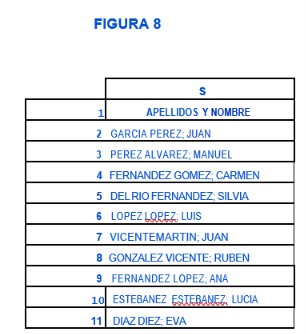 FIGURA 8
S
1 APELLIDOS Y NOMBRE
2 GARCIA PEREZ; JUAN
3 PEREZ ALVAREZ; MANUEL
4 FERNANDEZ GOMEZ; CARMEN
5 DEL RIO FERNANDEZ; SILVIA
6 LOPEZ LOPEZ; LUIS
7 VICENTEMARTIN; JUAN
8 GONZALEZ VICENTE; RUBEN
9 FERNANDEZ LOPEZ; ANA
10 ESTEBANEZ ESTEBANEZ; LUCIA
11 DIAZ DIEZ; EVA